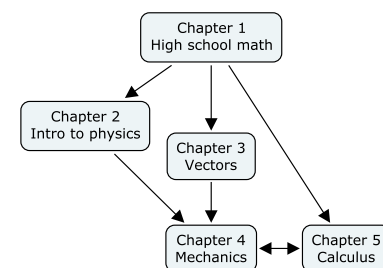 Chapter 1
High school math
Chapter 2
Intro to physics
Chapter 3
Vectors
Chapter 4
Mechanics
Chapter 5
Calculus